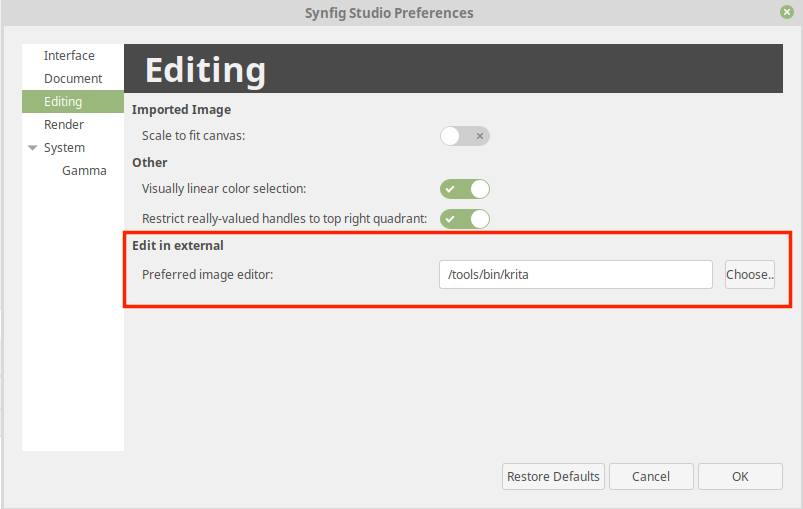 Synfig Studio Preferences
Interface
Document
Editing
Render
System
Gamma
Editing
Imported Image
Scale to fit canvas:
Other
Visually linear color selection:
Restrict really-valued handles to top right quadrant:
Edit in external
Preferred image editor: /tools/bin/krita Choose..
Restore Defaults Cancel OK